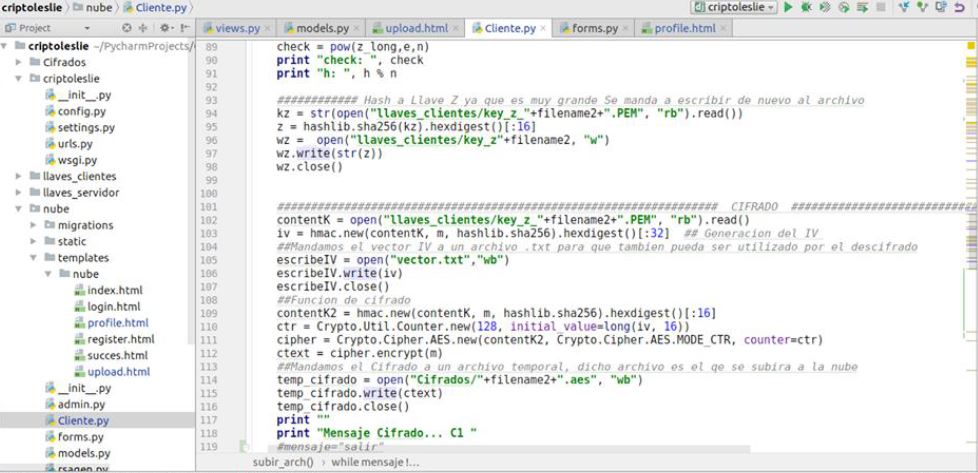 criptoleslie nube Cliente.py
criptoleslie
Project
views.py models.py upload.html Cliente.py forms.py profile.html
criptoleslie ~/PycharmProjects/
Cifrados
criptoleslie
__init__.py
config.py
settings.py
urls.py
wsgi.py
llaves_clientes
llaves_servidor
nube
migrations
static
templates
nube
index.html
login.html
profile.html
register.html
succes.html
upload.html
__init__.py
admin.py
Cliente.py
forms.py
models.py
rsagen.py
89 check = pow(z_long,e,n)
90 print "check: ", check
91 print "h: ", h % n
92
93 ############ Hash a Llave Z ya que es muy grande Se manda a escribir de nuevo al archivo
94 kz = str(open("llaves_clientes/key_z_"+filename2+".PEM", "rb").read())
95 z = hashlib.sha256(kz).hexdigest()[:16]
96 wz = open("llaves_clientes/key_z"+filename2, "w")
97 wz.write(str(z))
98 wz.close()
99
100
101 ################################################################## CIFRADO ############################
102 contentK = open("llaves_clientes/key_z_"+filename2+".PEM", "rb").read()
103 iv = hmac.new(contentK, m, hashlib.sha256).hexdigest()[:32] ## Generacion del IV
104 ##Mandamos el vector IV a un archivo .txt para que tambien pueda ser utilizado por el descifrado
105 escribeIV = open("vector.txt","wb")
106 escribeIV.write(iv)
107 escribeIV.close()
108 ##Funcion de cifrado
109 contentK2 = hmac.new(contentK, m, hashlib.sha256).hexdigest()[:16]
110 ctr = Crypto.Util.Counter.new(128, initial_value=long(iv, 16))
111 cipher = Crypto.Cipher.AES.new(contentK2, Crypto.Cipher.AES.MODE_CTR, counter=ctr)
112 ctext = cipher.encrypt(m)
113 ##Mandamos el Cifrado a un archivo temporal, dicho archivo es el qe se subira a la nube
114 temp_cifrado = open("Cifrados/"+filename2+".aes", "wb")
115 temp_cifrado.write(ctext)
116 temp_cifrado.close()
117 print ""
118 print "Mensaje Cifrado... C1 "
119 #mensaje="salir"
subir_arch() while mensaje !...